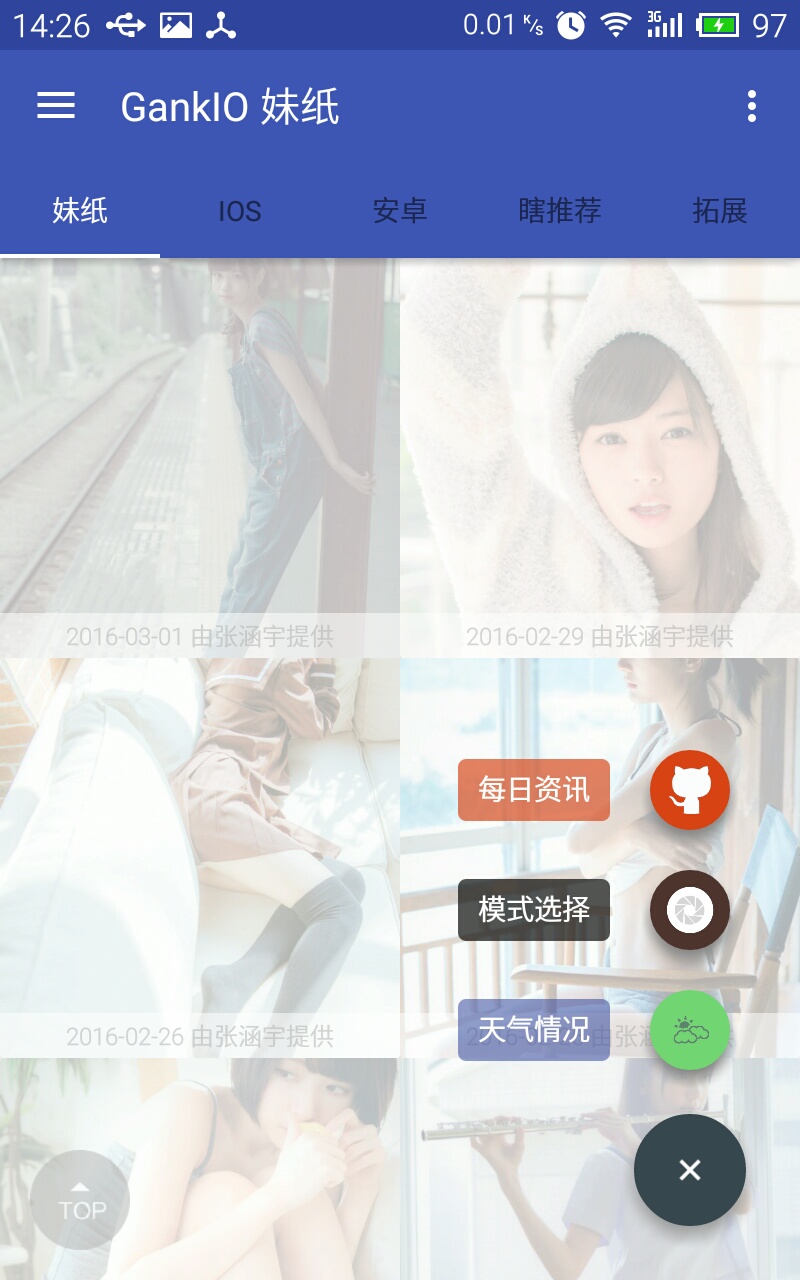 14:26 0.01 K/s 3G 97
GankIO 妹纸
妹纸 IOS 安卓 瞎推荐 拓展
2016-03-01 由张涵宇提供 2016-02-29 由张涵宇提供
每日资讯
模式选择
2016-02-26 由张涵宇提供
天气情况
TOP